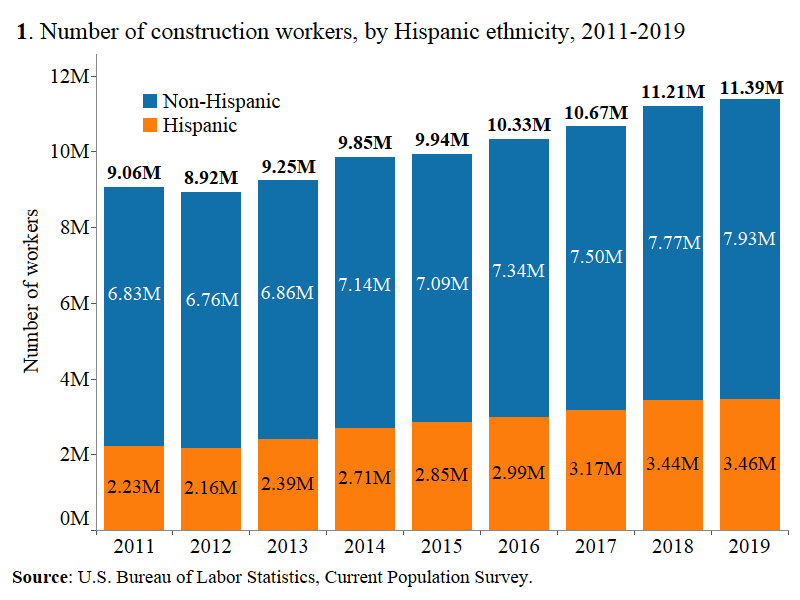 1. Number of construction workers, by Hispanic ethnicity, 2011-2019
12M
10M
8M
6M
4M
2M
0M
Number of workers
Non-Hispanic
Hispanic
9.06M
8.92M
9.25M
9.85M
9.94M
10.33M
10.67M
11.21M
11.39M
6.83M
6.76M
6.86M
7.14M
7.09M
7.34M
7.50M
7.77M
7.93M
2.23M
2.16M
2.39M
2.71M
2.85M
2.99M
3.17M
3.44M
3.46M
2011
2012
2013
2014
2015
2016
2017
2018
2019
Source: U.S. Bureau of Labor Statistics, Current Population Survey.